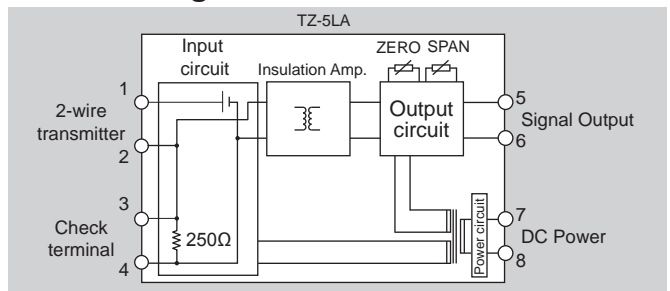 TZ-5LA
Input
circuit
Insulation Amp.
ZERO SPAN
1
2-wire
transmitter
2
3
Check
terminal
4
250Ω
Output
circuit
5
Signal Output
6
Power circuit
7
DC Power
8